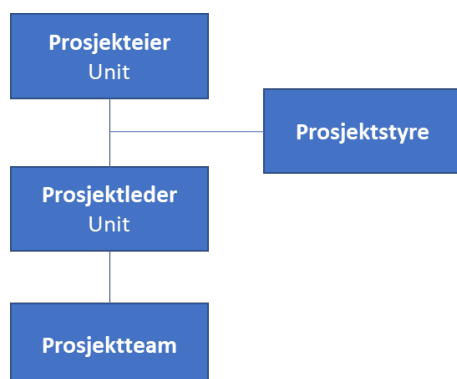 Prosjekteier
Unit
Prosjektstyre
Prosjektleder
Unit
Prosjektteam